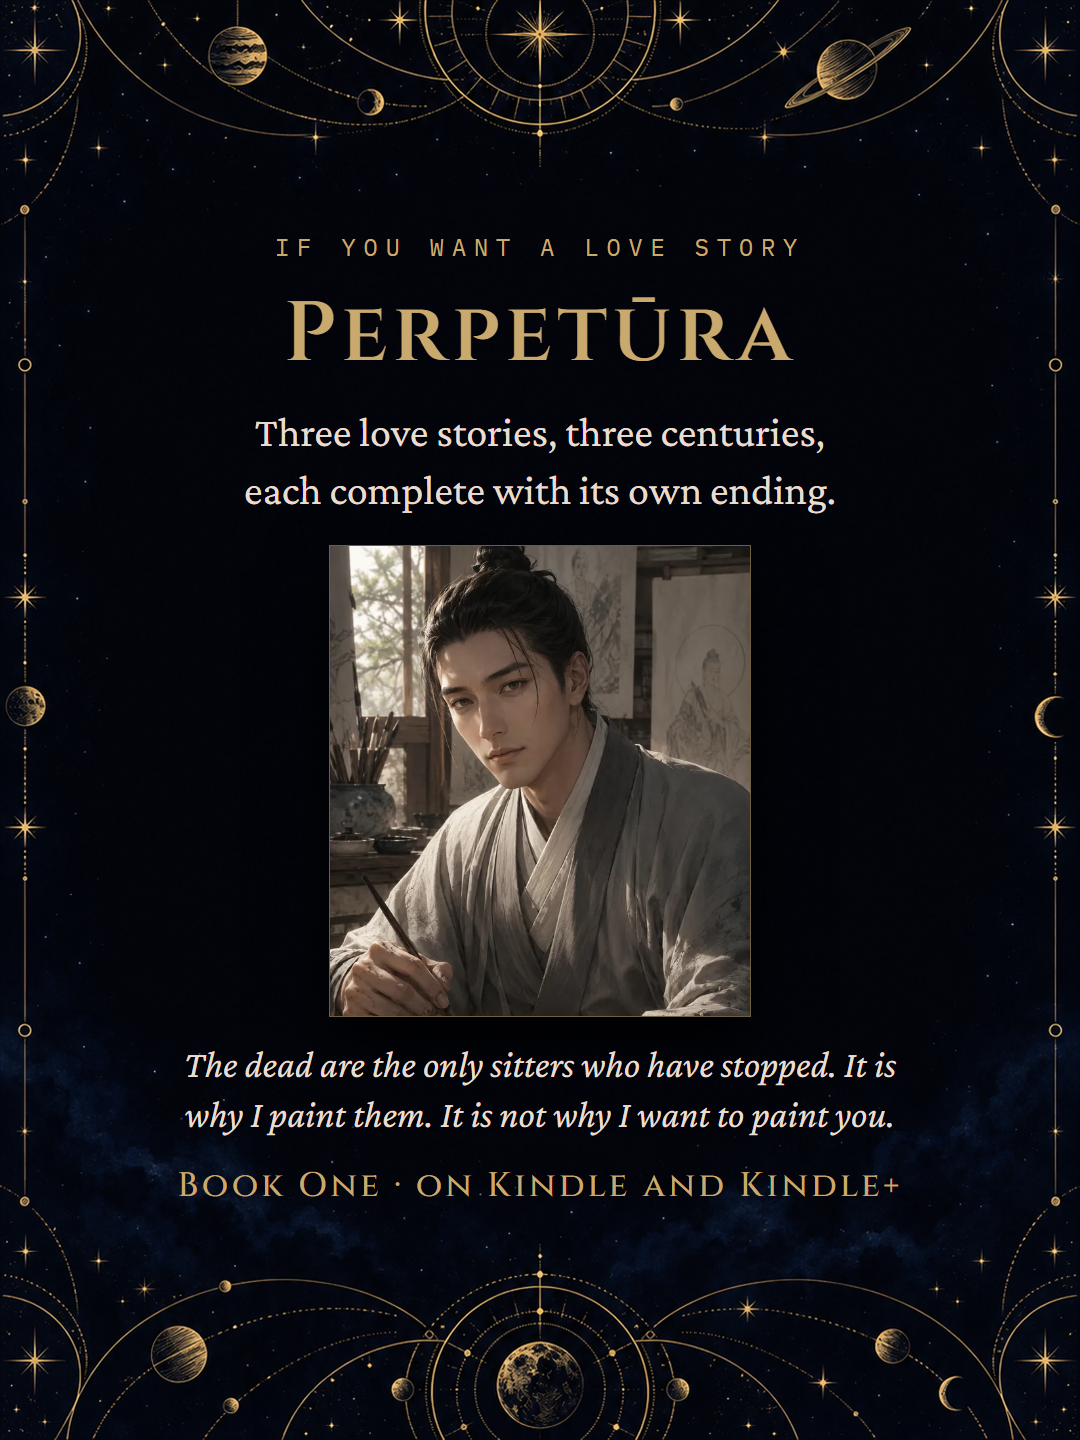 IF YOU WANT A LOVE STORY
PERPETŪRA
Three love stories, three centuries,
each complete with its own ending.
The dead are the only sitters who have stopped. It is
why I paint them. It is not why I want to paint you.
Book One · on Kindle and Kindle+